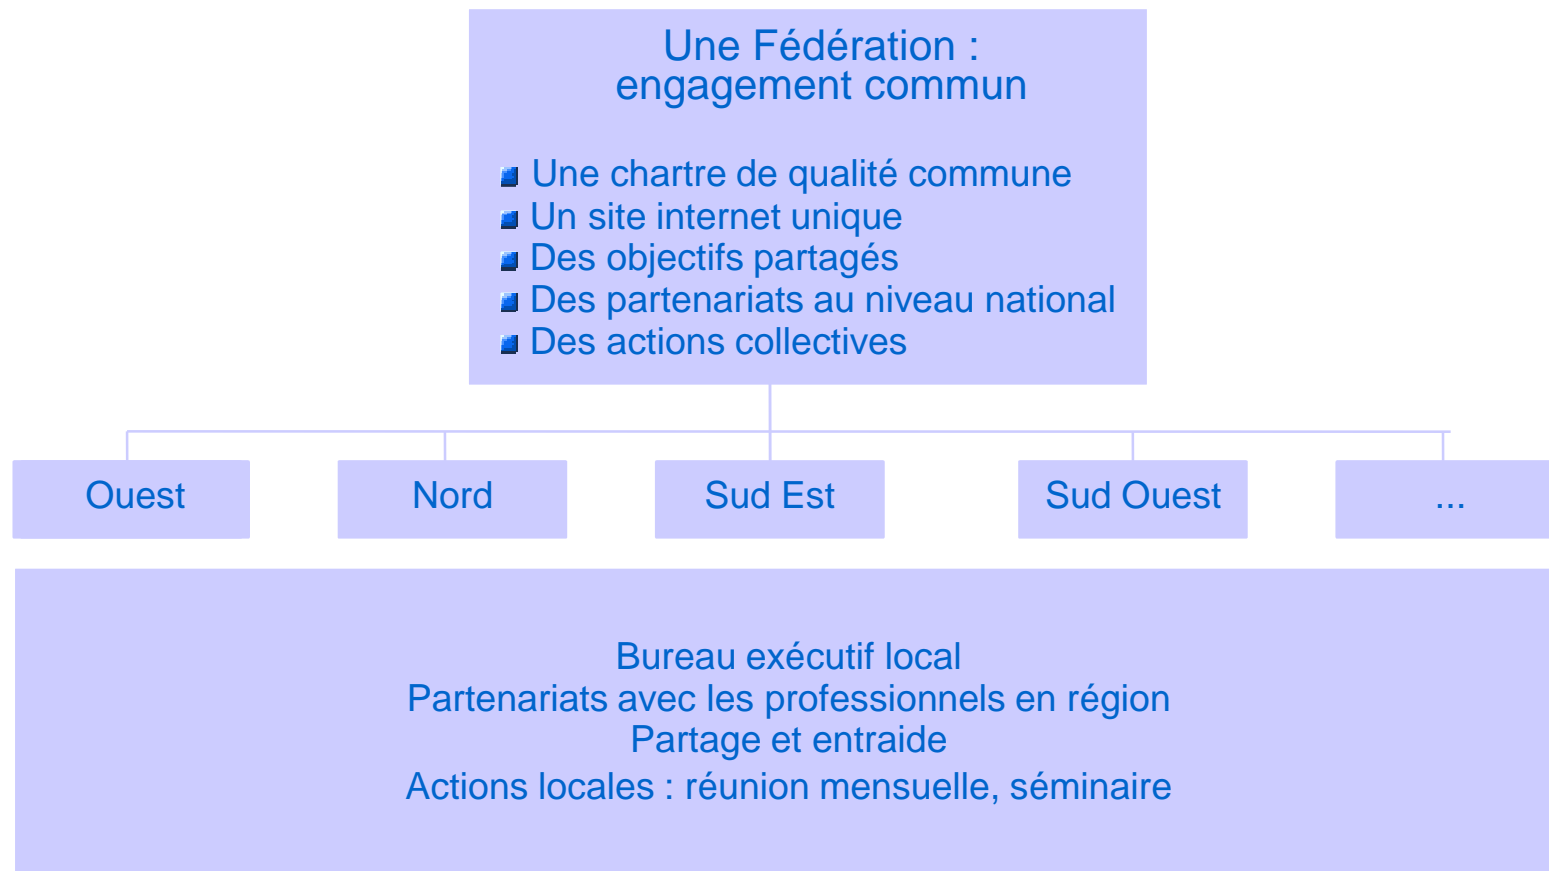 Une Fédération :
engagement commun
Une chartre de qualité commune
Un site internet unique
Des objectifs partagés
Des partenariats au niveau national
Des actions collectives
Ouest
Nord
Sud Est
Sud Ouest
...
Bureau exécutif local
Partenariats avec les professionnels en région
Partage et entraide
Actions locales : réunion mensuelle, séminaire